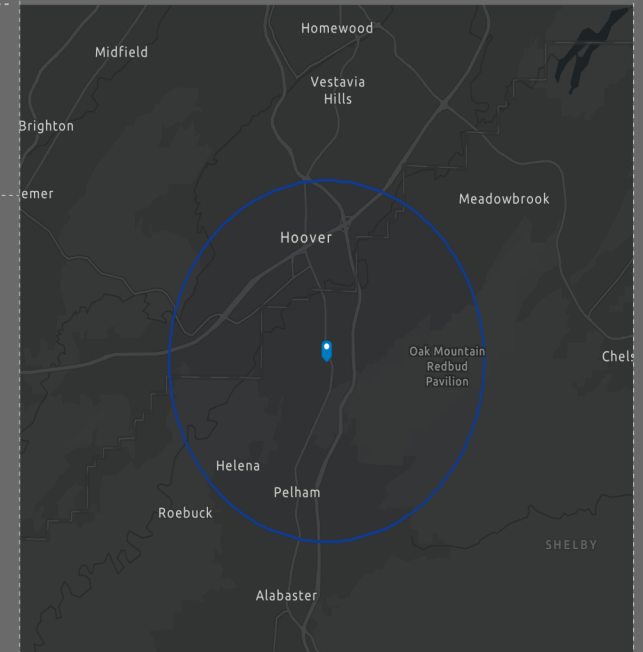 Homewood
Midfield
Vestavia
Hills
Brighton
emer
Meadowbrook
Hoover
Oak Mountain
Redbud
Pavilion
Chels
Helena
Pelham
Roebuck
SHELBY
Alabaster